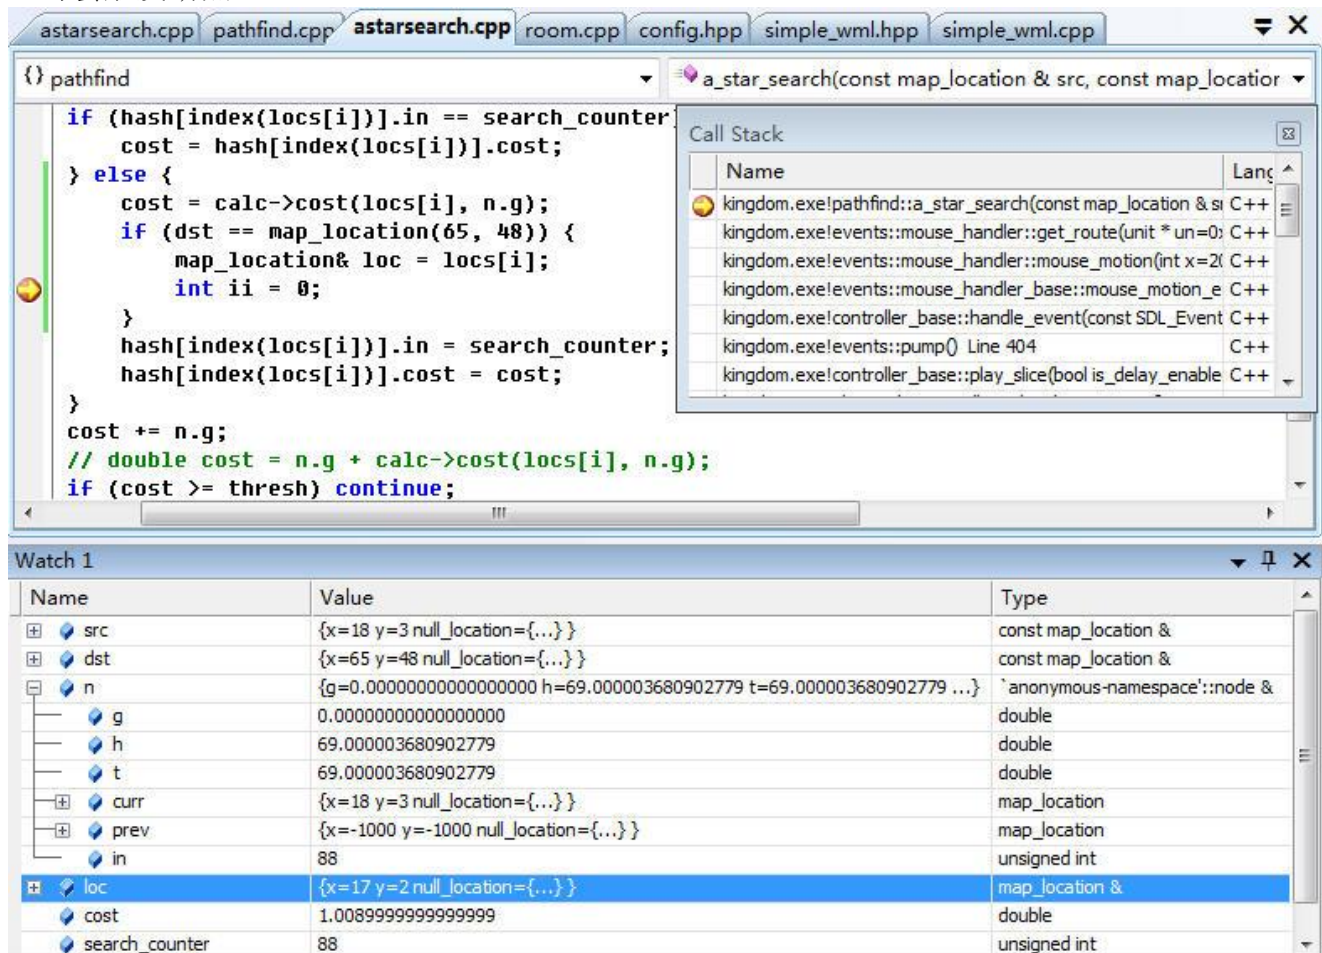 astarsearch.cpp pathfind.cpp astarsearch.cpp room.cpp config.hpp simple_wml.hpp simple_wml.cpp
{} pathfind a_star_search(const map_location & src, const map_location
if (hash[index(locs[i])].in == search_counter)
cost = hash[index(locs[i])].cost;
} else {
cost = calc->cost(locs[i], n.g);
if (dst == map_location(65, 48)) {
map_location& loc = locs[i];
int ii = 0;
}
hash[index(locs[i])].in = search_counter;
hash[index(locs[i])].cost = cost;
}
cost += n.g;
// double cost = n.g + calc->cost(locs[i], n.g);
if (cost >= thresh) continue;
Call Stack
Name Lang
kingdom.exe!pathfind::a_star_search(const map_location & sr C++
kingdom.exe!events::mouse_handler::get_route(unit * un=0x C++
kingdom.exe!events::mouse_handler::mouse_motion(int x=20 C++
kingdom.exe!events::mouse_handler_base::mouse_motion_e C++
kingdom.exe!controller_base::handle_event(const SDL_Event C++
kingdom.exe!events::pump() Line 404 C++
kingdom.exe!controller_base::play_slice(bool is_delay_enable C++
Watch 1
Name Value Type
src {x=18 y=3 null_location={...} } const map_location &
dst {x=65 y=48 null_location={...} } const map_location &
n {g=0.00000000000000000 h=69.000003680902779 t=69.000003680902779 ...} `anonymous-namespace'::node &
g 0.00000000000000000 double
h 69.000003680902779 double
t 69.000003680902779 double
curr {x=18 y=3 null_location={...} } map_location
prev {x=-1000 y=-1000 null_location={...} } map_location
in 88 unsigned int
loc {x=17 y=2 null_location={...} } map_location &
cost 1.0089999999999999 double
search_counter 88 unsigned int